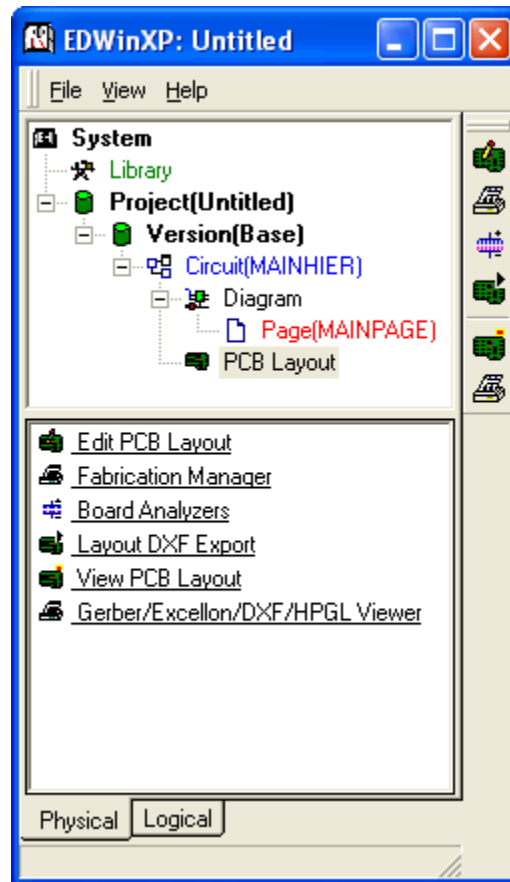 EDWinXP: Untitled
File View Help
System
Library
Project(Untitled)
Version(Base)
Circuit(MAINHIER)
Diagram
Page(MAINPAGE)
PCB Layout
Edit PCB Layout
Fabrication Manager
Board Analyzers
Layout DXF Export
View PCB Layout
Gerber/Excellon/DXF/HPGL Viewer
Physical Logical